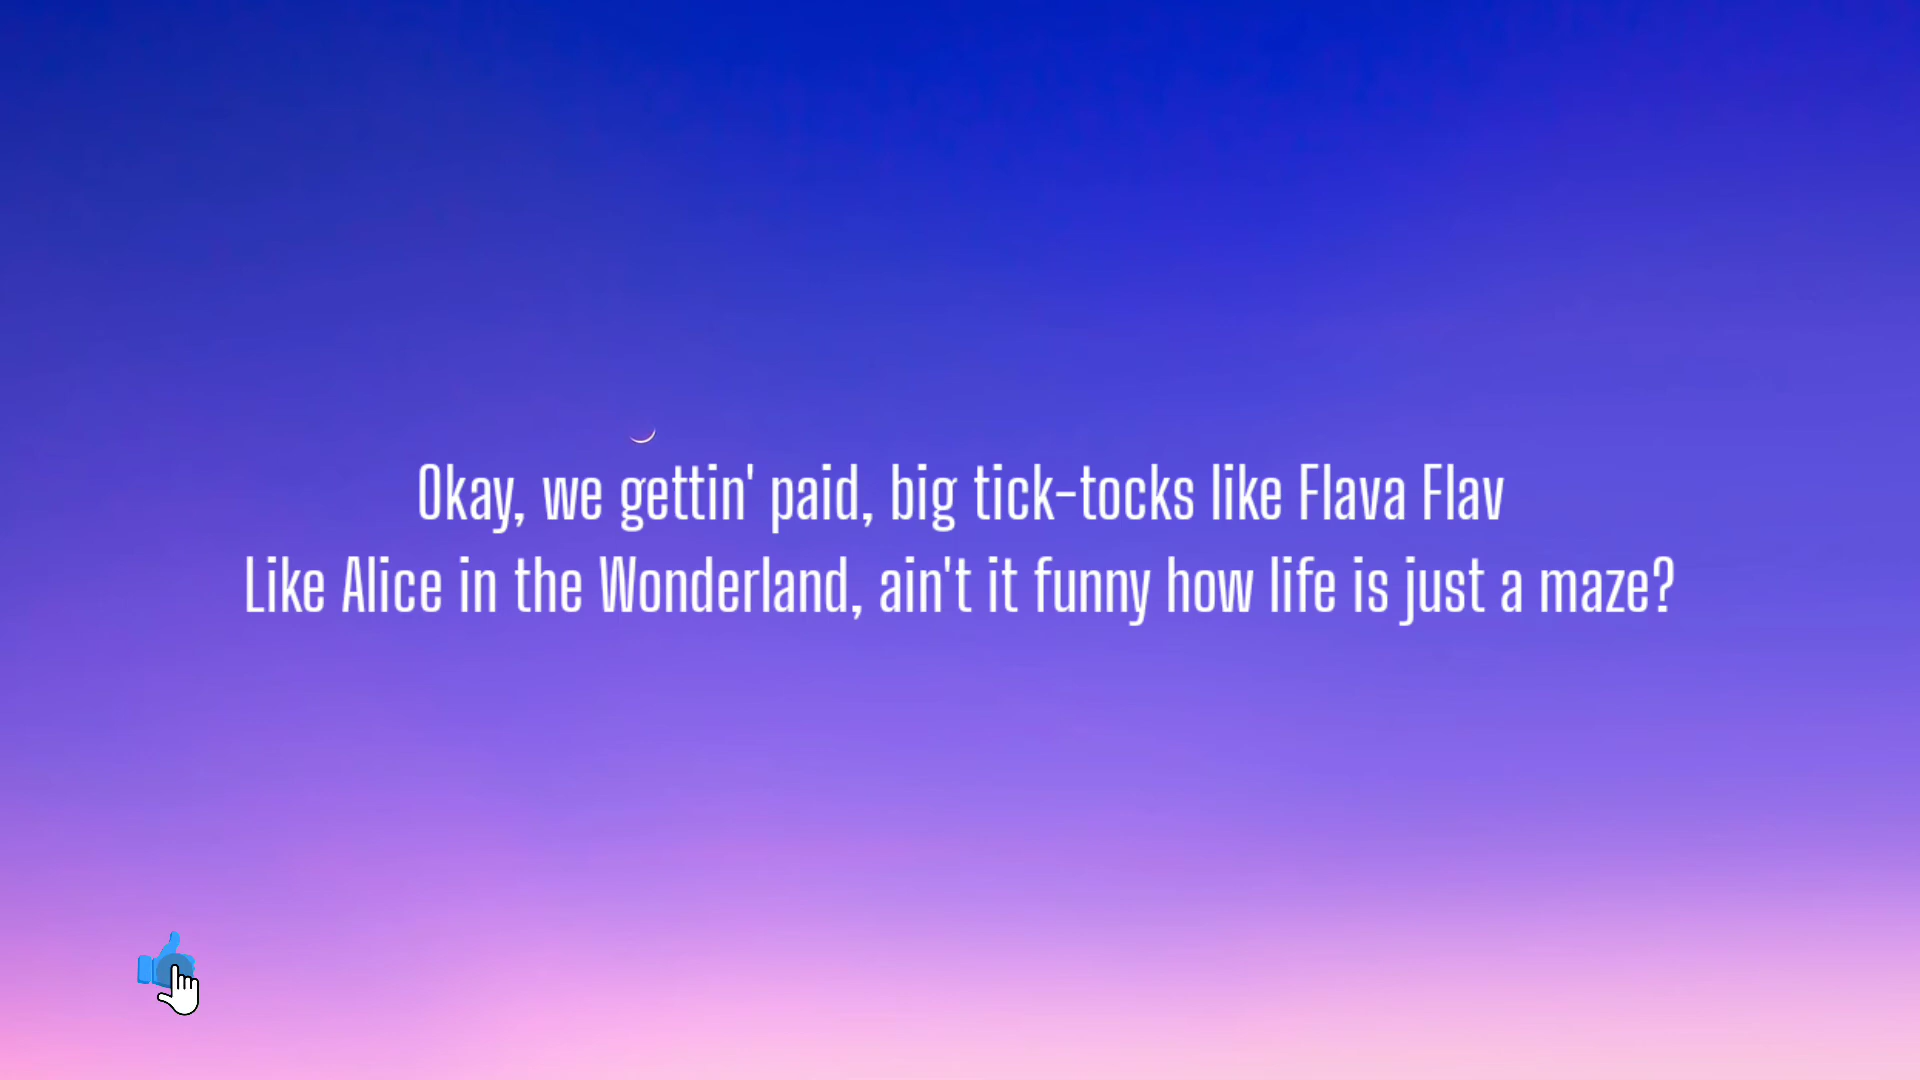 Okay, we gettin' paid, big tick-tocks like Flava Flav
Like Alice in the Wonderland, ain't it funny how life is just a maze?